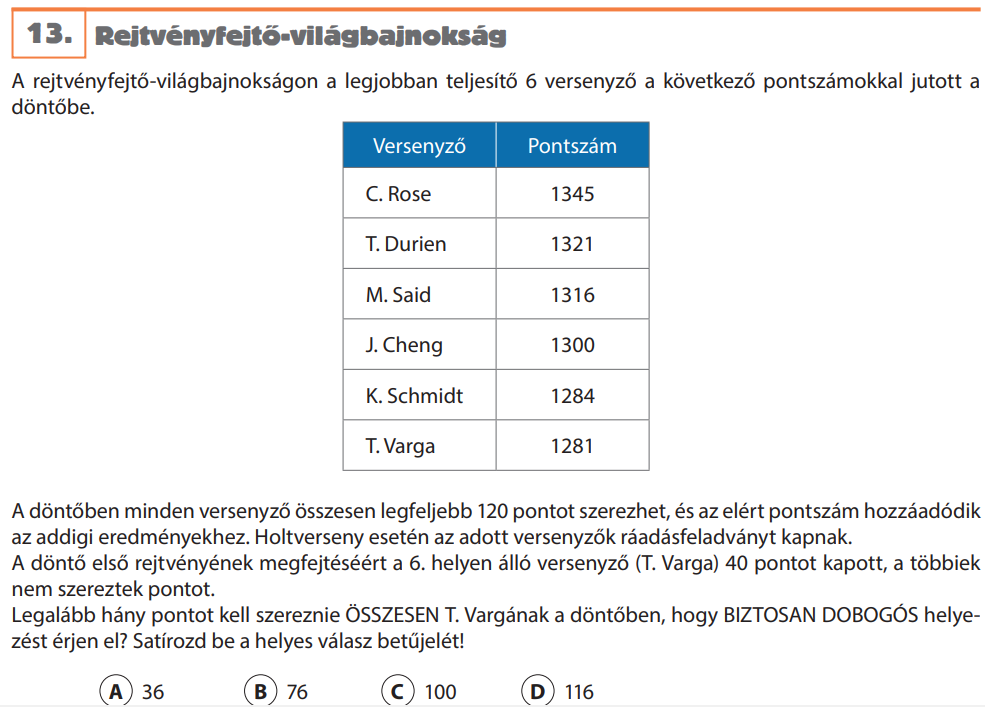 13. Rejtvényfejtő-világbajnokság
A rejtvényfejtő-világbajnokságon a legjobban teljesítő 6 versenyző a következő pontszámokkal jutott a
döntőbe.
Versenyző Pontszám
C. Rose 1345
T. Durien 1321
M. Said 1316
J. Cheng 1300
K. Schmidt 1284
T. Varga 1281
A döntőben minden versenyző összesen legfeljebb 120 pontot szerezhet, és az elért pontszám hozzáadódik
az addigi eredményekhez. Holtverseny esetén az adott versenyzők ráadásfeladványt kapnak.
A döntő első rejtvényének megfejtéséért a 6. helyen álló versenyző (T. Varga) 40 pontot kapott, a többiek
nem szereztek pontot.
Legalább hány pontot kell szereznie ÖSSZESEN T. Vargának a döntőben, hogy BIZTOSAN DOBOGÓS helye-
zést érjen el? Satírozd be a helyes válasz betűjelét!
A 36 B 76 C 100 D 116